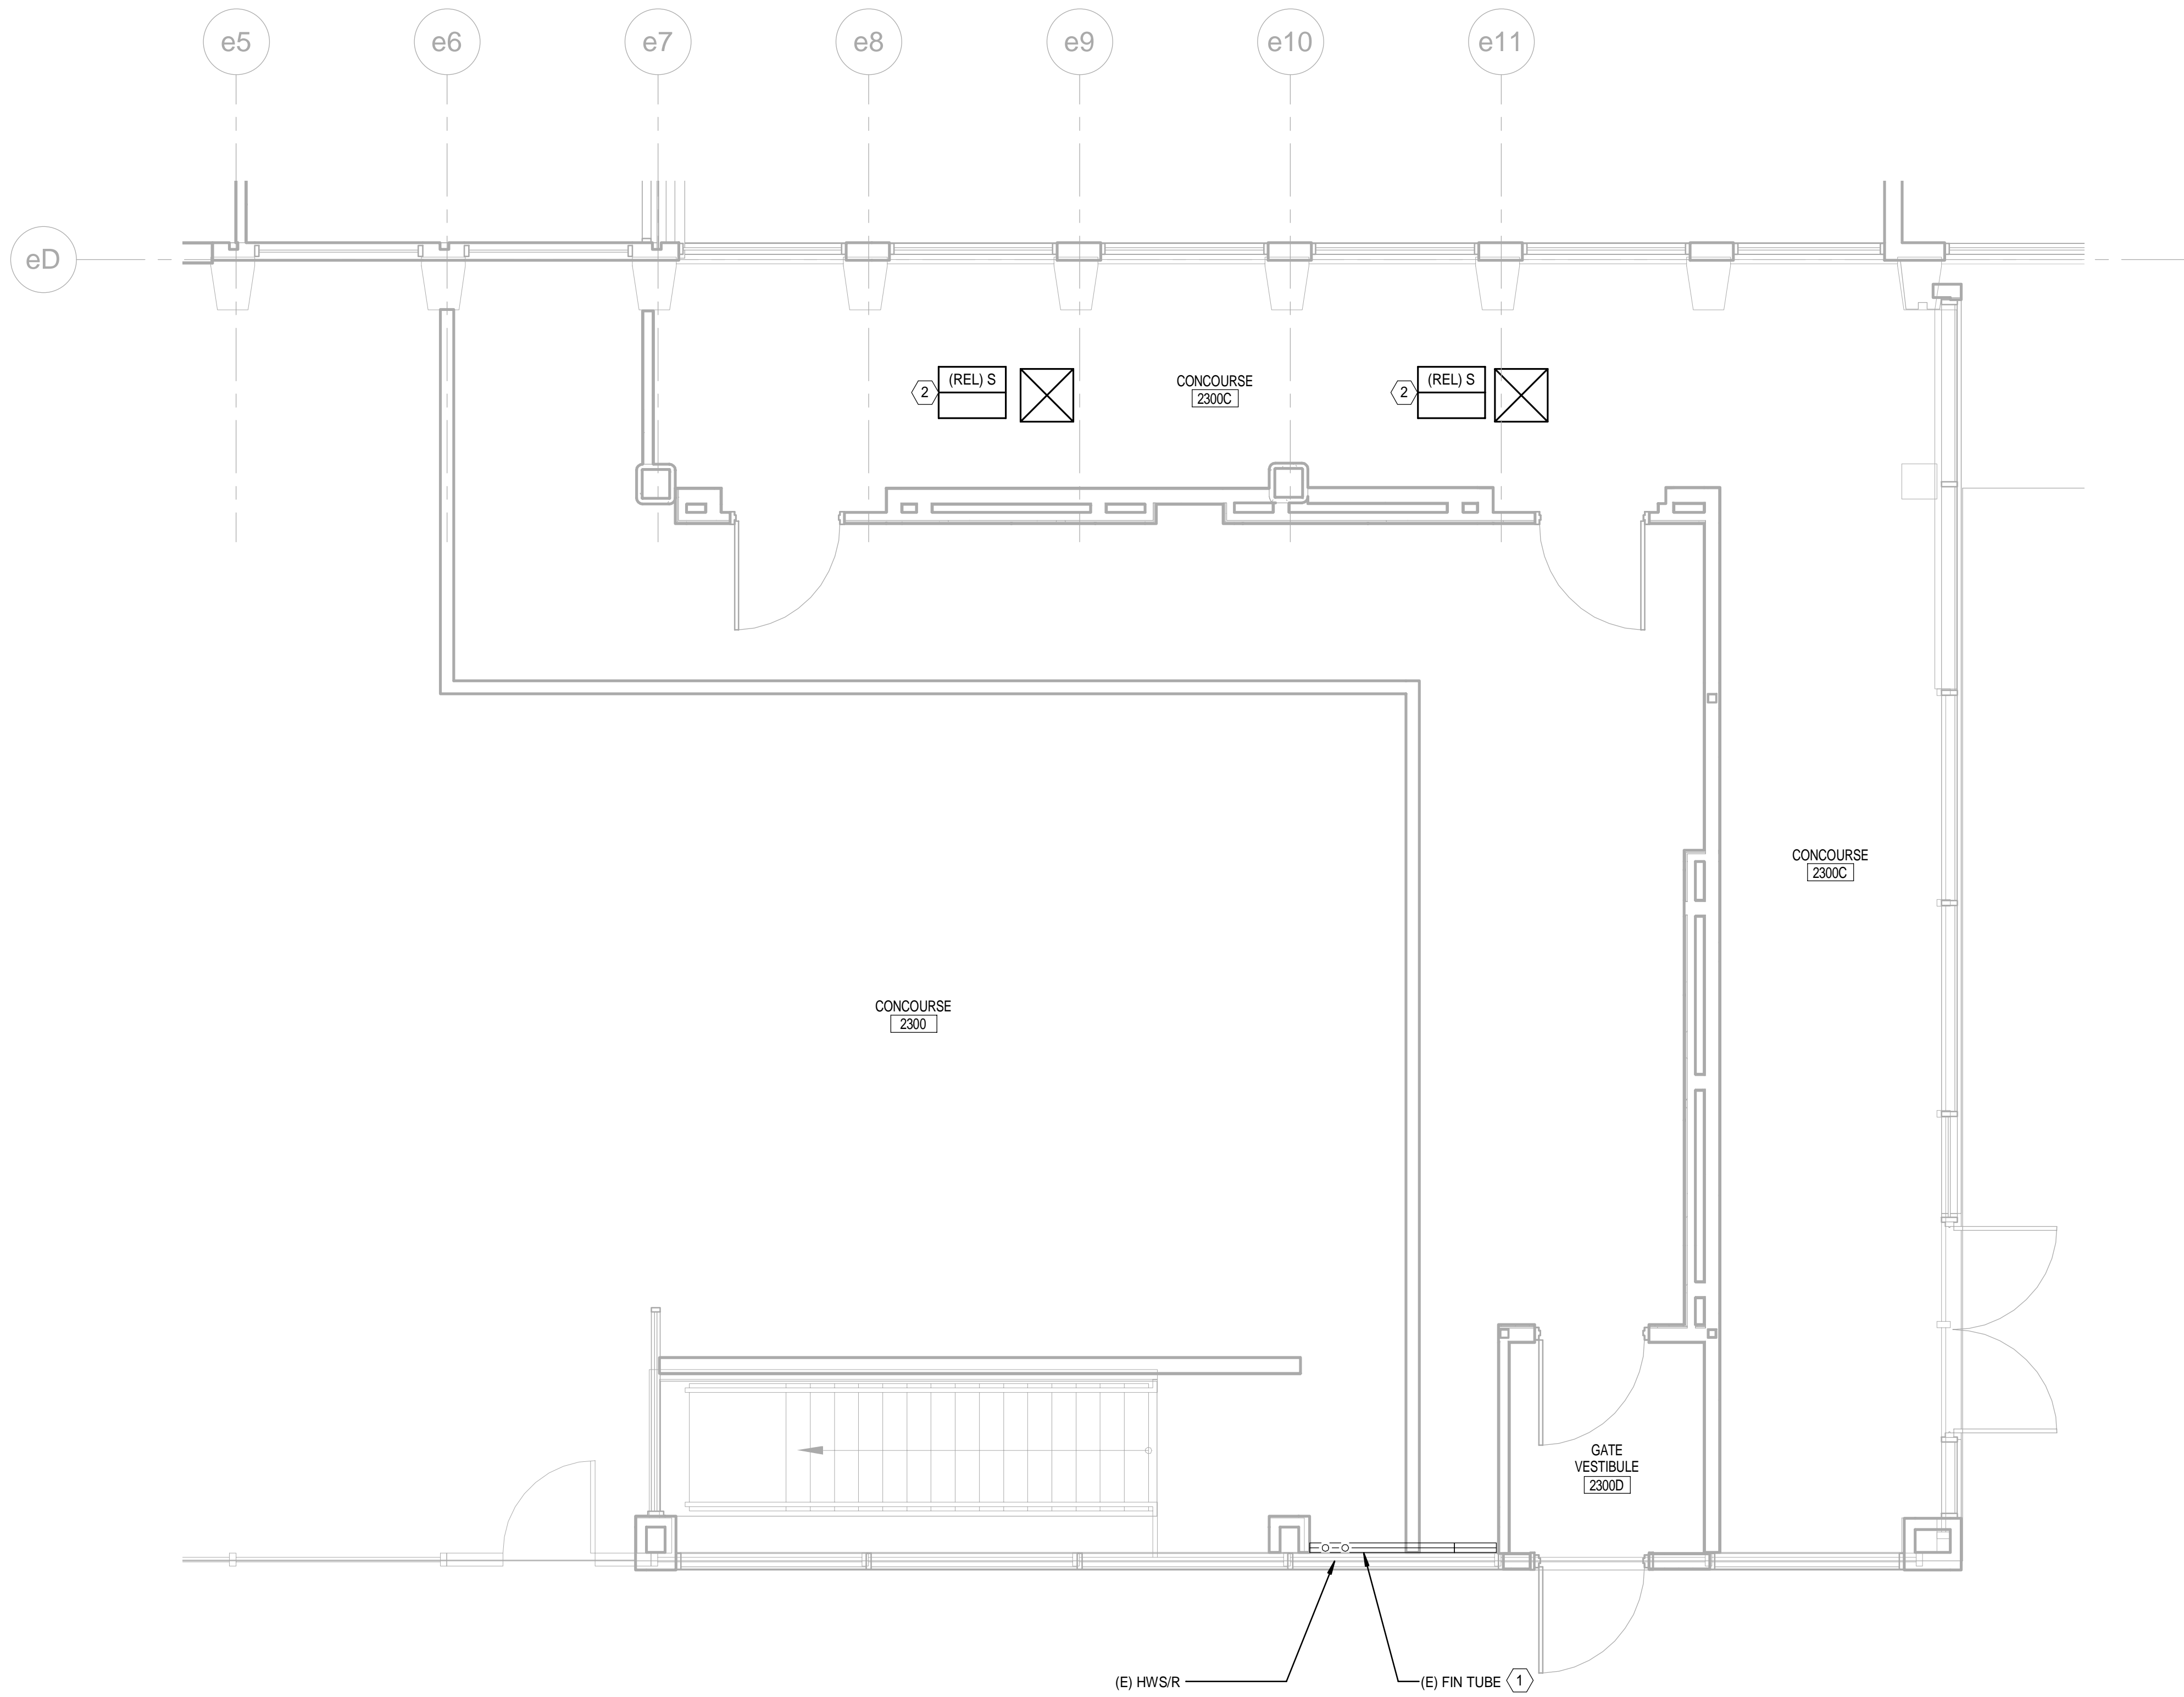 e5
e6
e7
e8
e9
e10
e11
eD
2
(REL) S
CONCOURSE
2300C
2
(REL) S
CONCOURSE
2300C
CONCOURSE
2300
GATE
VESTIBULE
2300D
(E) HWS/R
(E) FIN TUBE
1